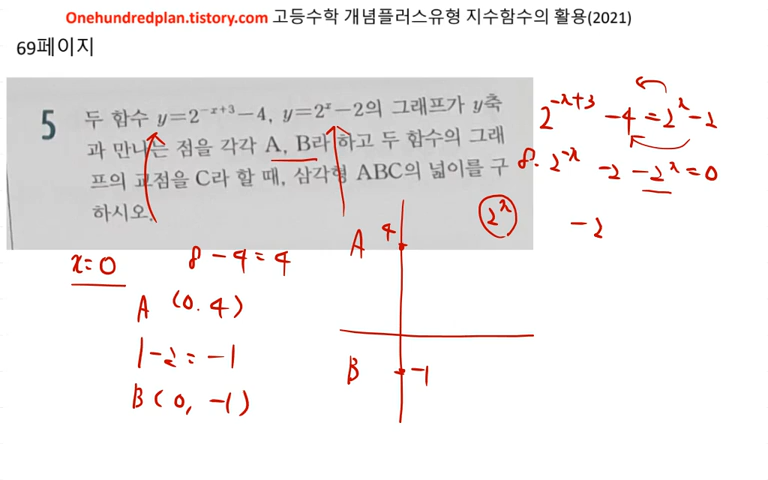 Onehundredplan.tistory.com 고등수학 개념플러스유형 지수함수의 활용(2021)
69페이지
5 두 함수 y=2^{-x+3}-4, y=2^x-2의 그래프가 y축
과 만나는 점을 각각 A, B라 하고 두 함수의 그래
프의 교점을 C라 할 때, 삼각형 ABC의 넓이를 구
하시오.
2^{-x+3} -4=2^x-2
8·2^{-x} -2 -2^x=0
2^x
-2
x=0 8-4=4
A (0.4)
1-2=-1
B(0, -1)
A 4
B -1